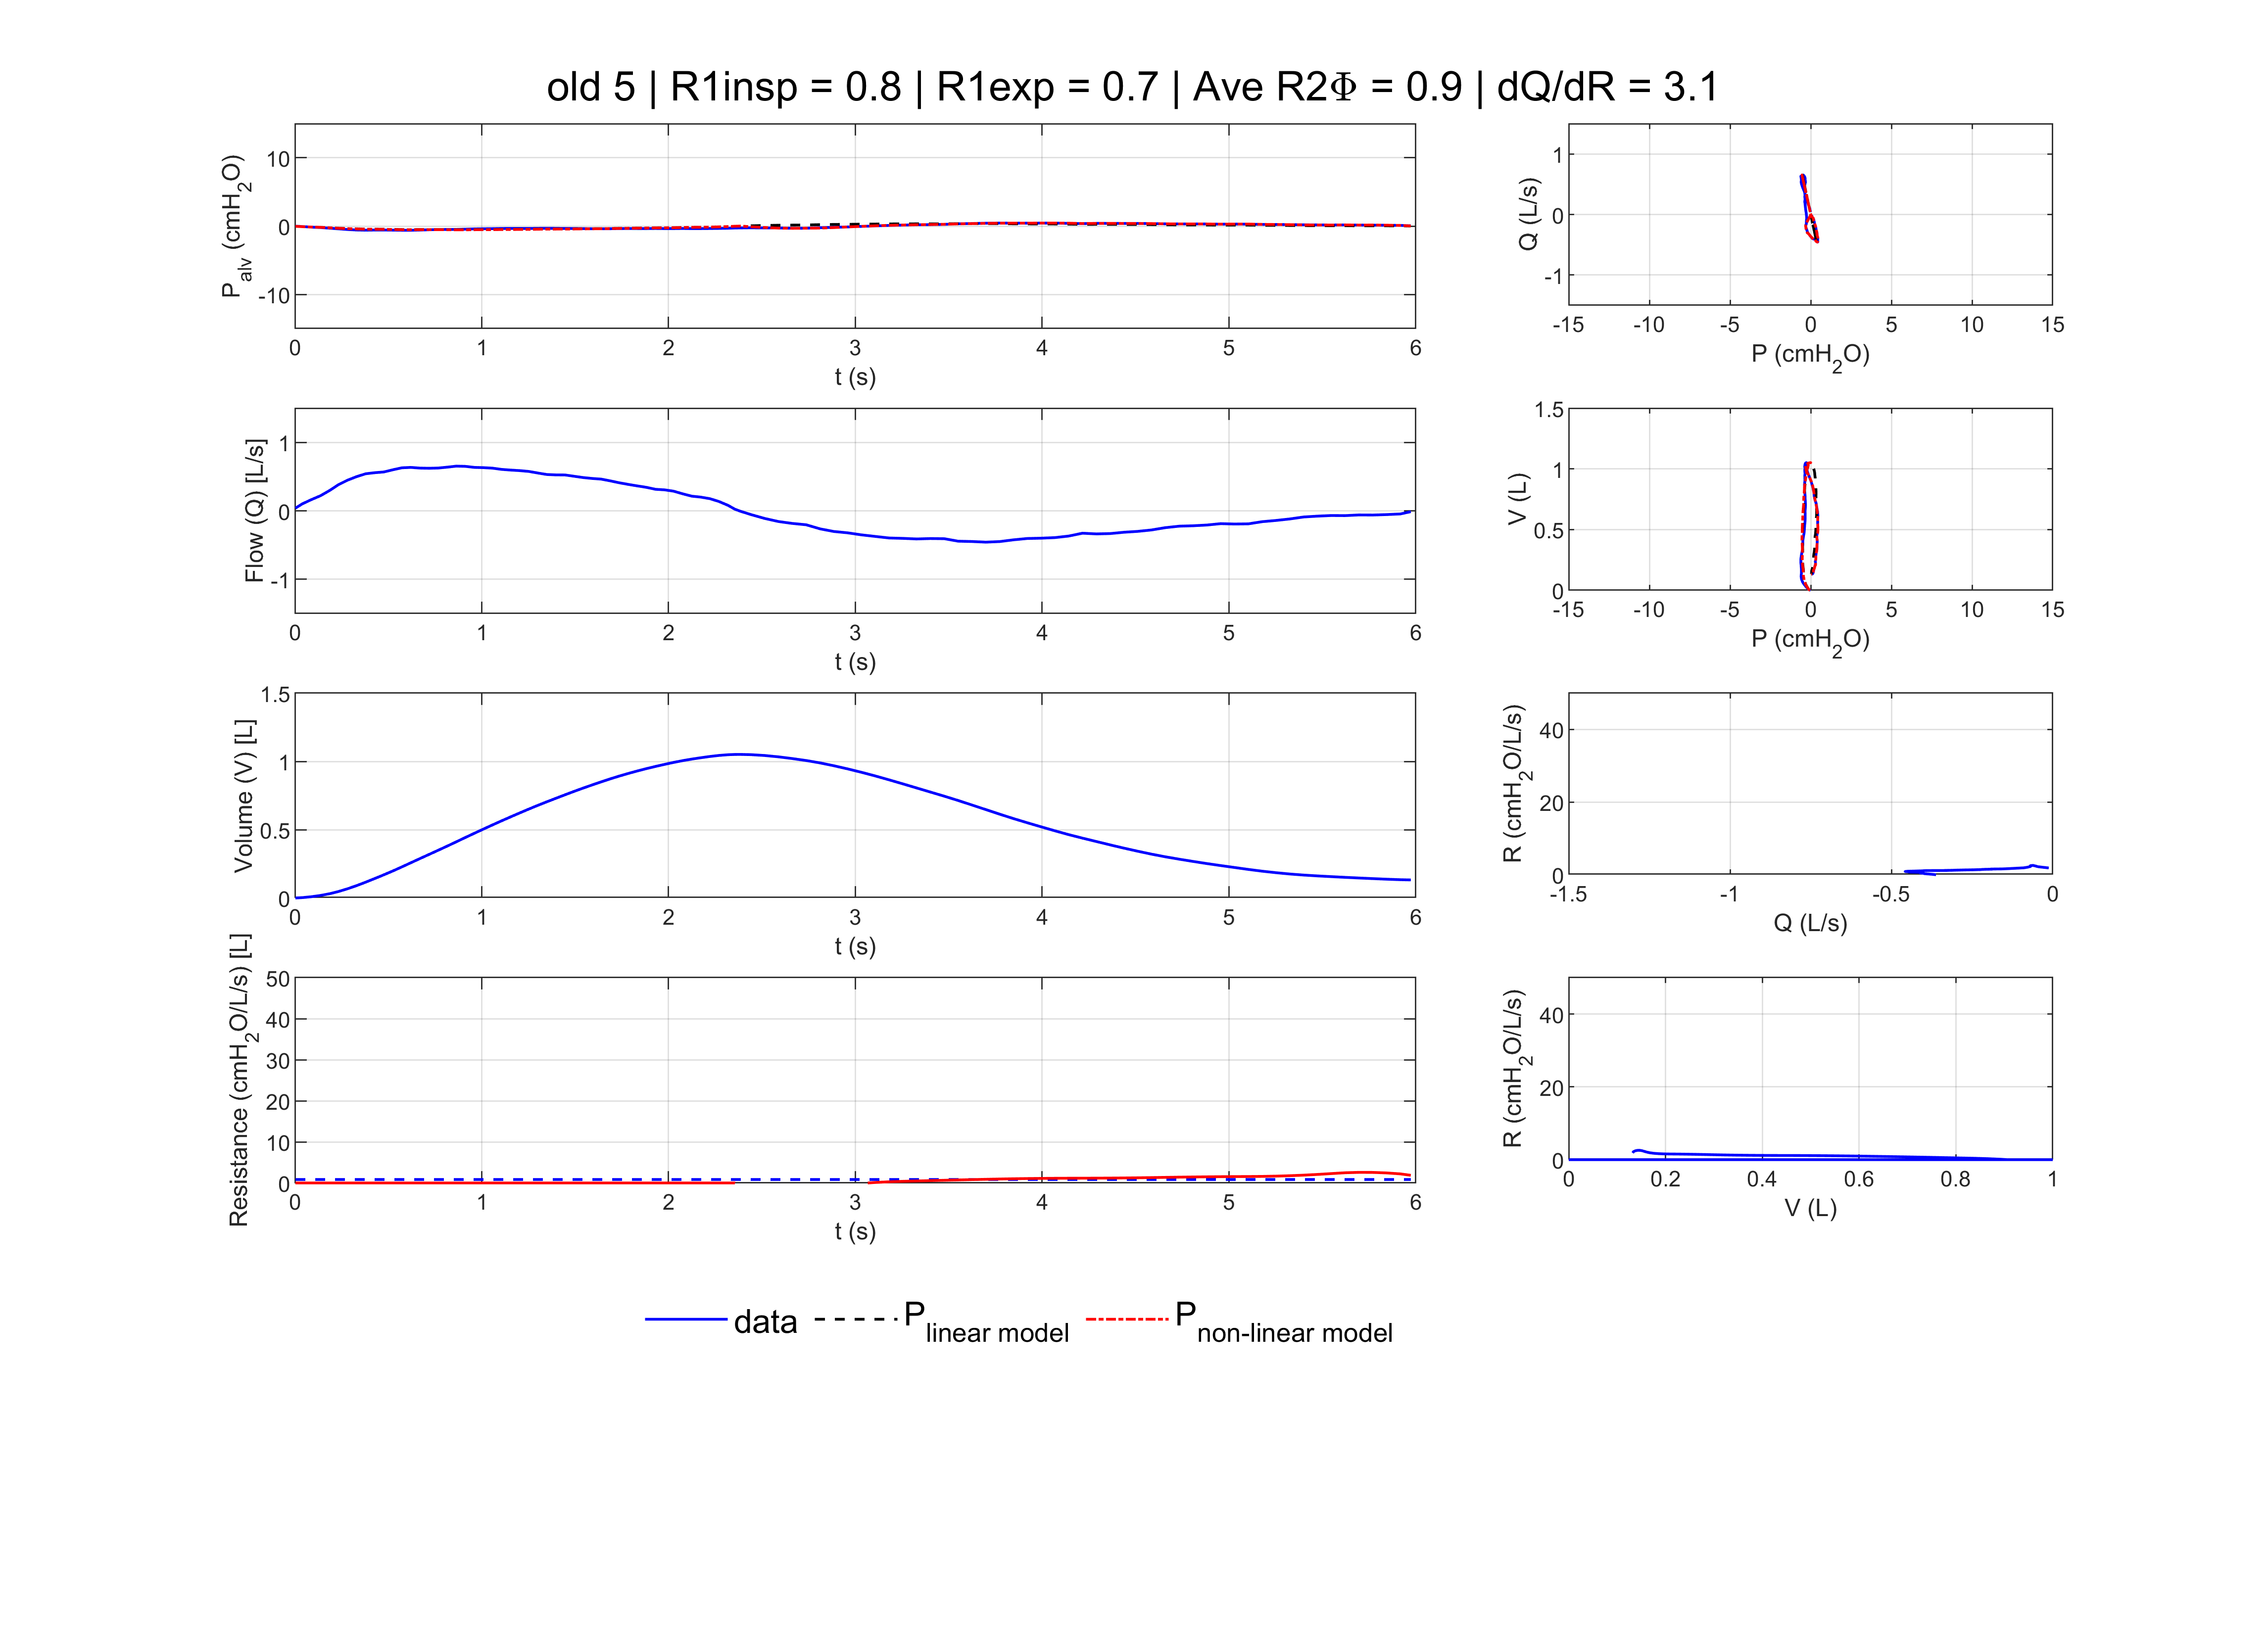 old 5 | R1insp = 0.8 | R1exp = 0.7 | Ave R2Φ = 0.9 | dQ/dR = 3.1
P_alv (cmH_2O)
10
0
-10
0 1 2 3 4 5 6
t (s)
Q (L/s)
1
0
-1
-15 -10 -5 0 5 10 15
P (cmH_2O)
Flow (Q) [L/s]
1
0
-1
0 1 2 3 4 5 6
t (s)
V (L)
1.5
1
0.5
0
-15 -10 -5 0 5 10 15
P (cmH_2O)
Volume (V) [L]
1.5
1
0.5
0
0 1 2 3 4 5 6
t (s)
R (cmH_2O/L/s)
40
20
0
-1.5 -1 -0.5 0
Q (L/s)
Resistance (cmH_2O/L/s) [L]
50
40
30
20
10
0
0 1 2 3 4 5 6
t (s)
R (cmH_2O/L/s)
40
20
0
0 0.2 0.4 0.6 0.8 1
V (L)
data P_linear model P_non-linear model